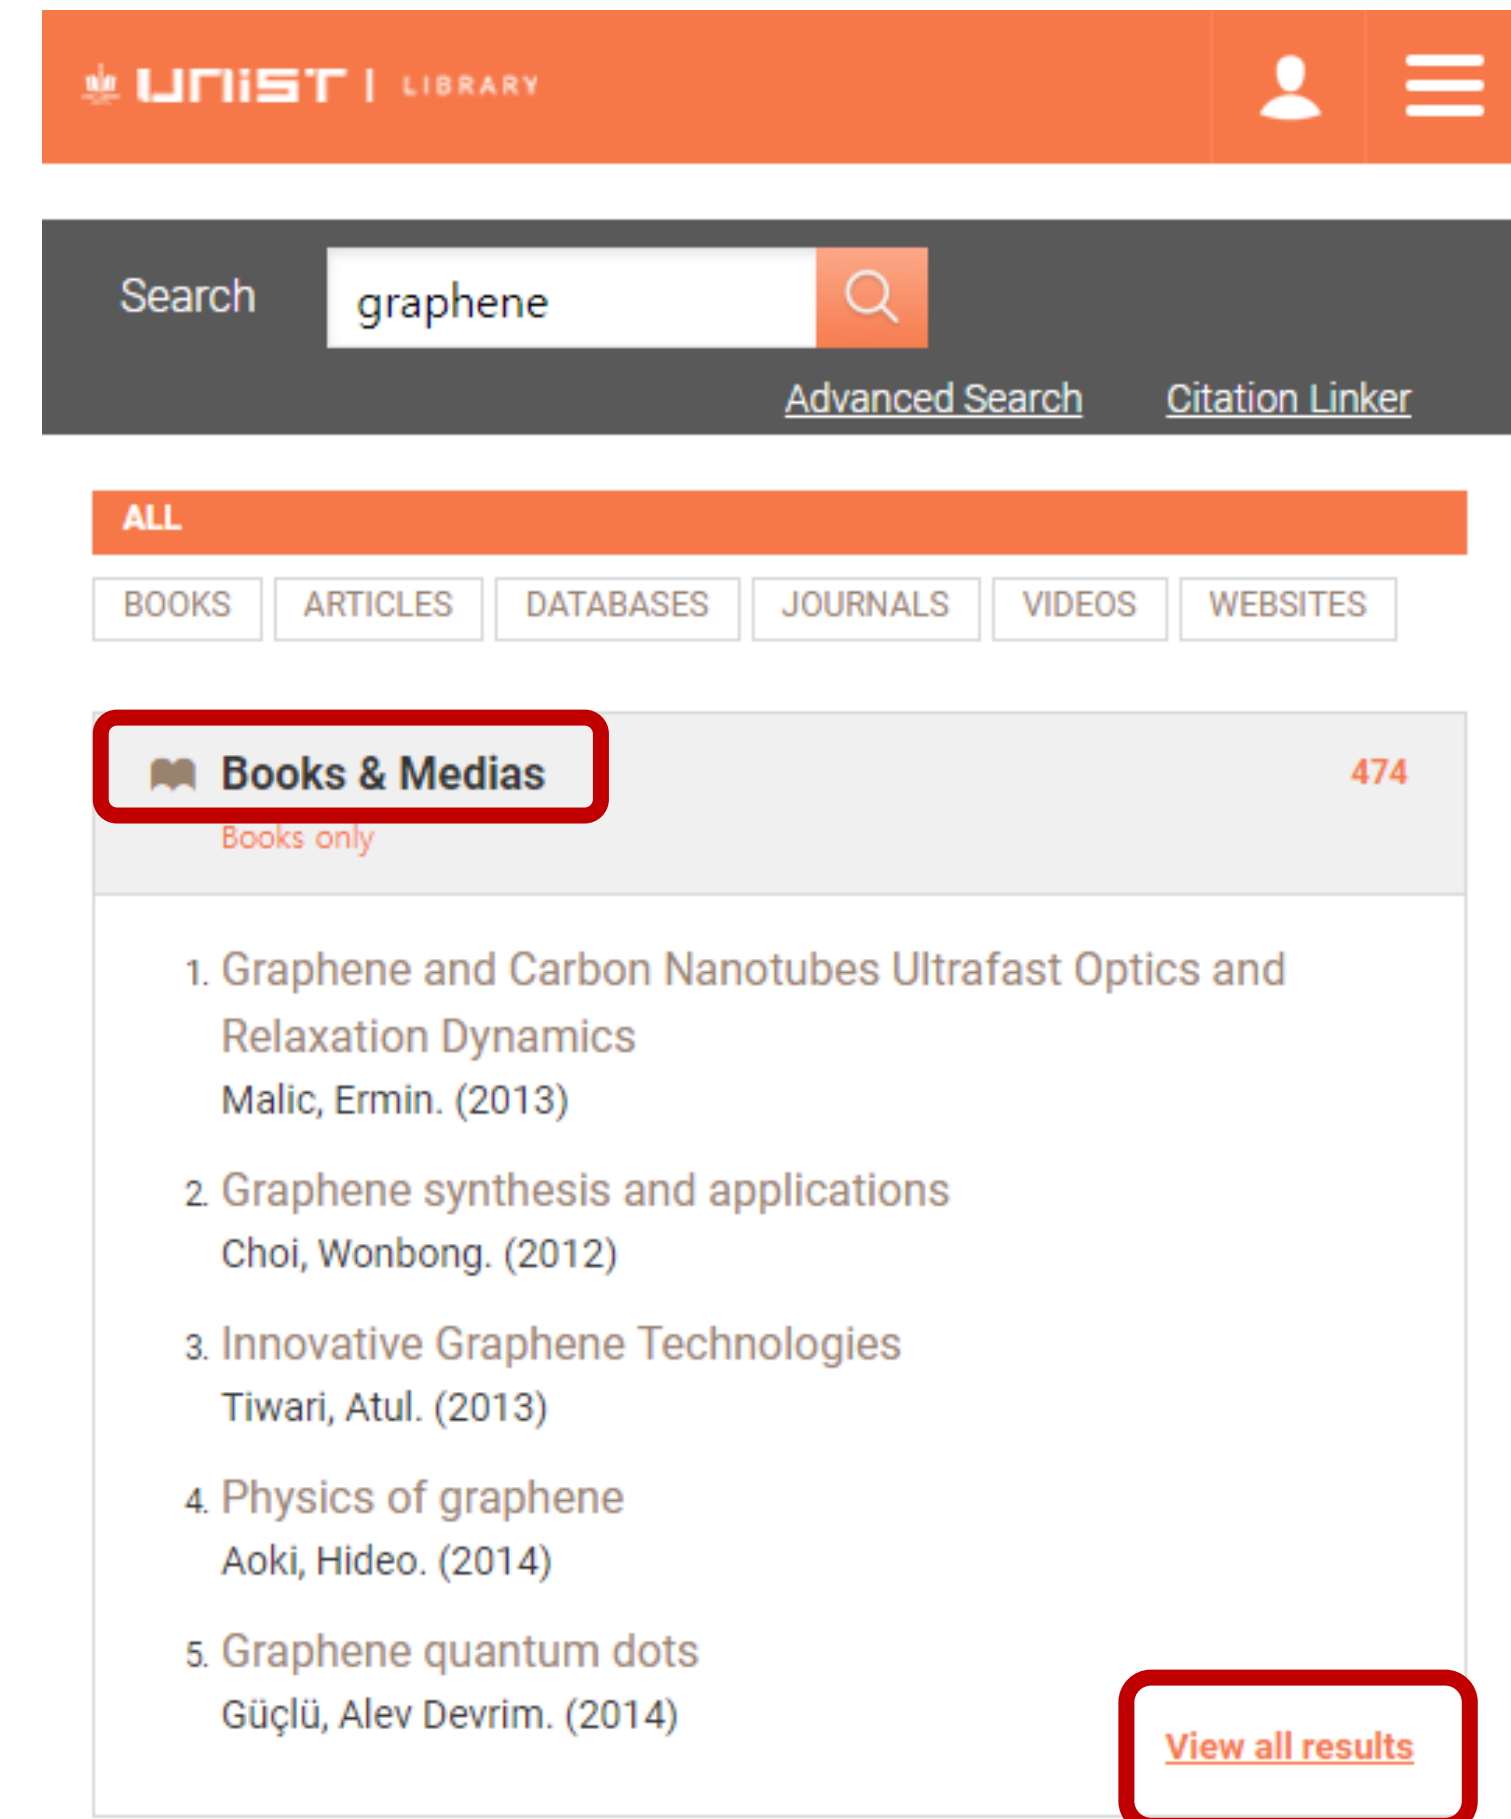 UNIST | LIBRARY
Search graphene
Advanced Search Citation Linker
ALL
BOOKS ARTICLES DATABASES JOURNALS VIDEOS WEBSITES
Books & Medias 474
Books only
1. Graphene and Carbon Nanotubes Ultrafast Optics and
Relaxation Dynamics
Malic, Ermin. (2013)
2. Graphene synthesis and applications
Choi, Wonbong. (2012)
3. Innovative Graphene Technologies
Tiwari, Atul. (2013)
4. Physics of graphene
Aoki, Hideo. (2014)
5. Graphene quantum dots
Güçlü, Alev Devrim. (2014)
View all results